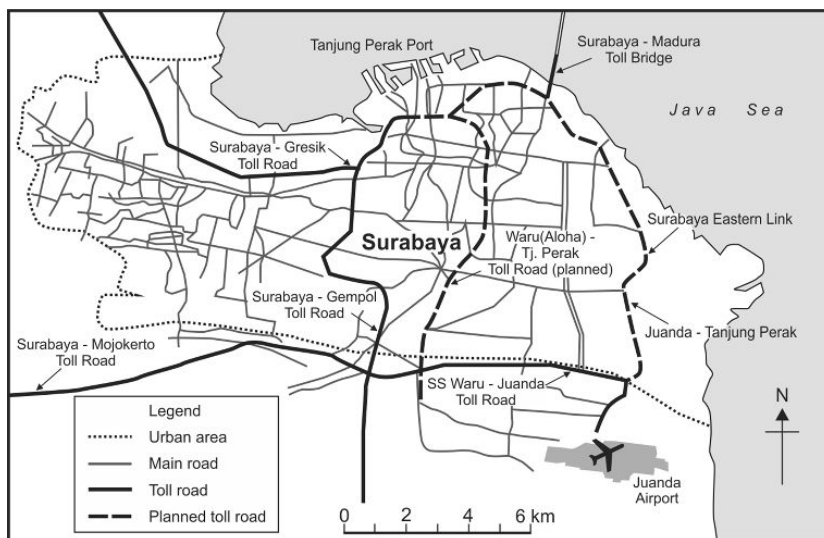 Tanjung Perak Port
Surabaya - Madura
Toll Bridge
Java Sea
Surabaya - Gresik
Toll Road
Surabaya
Waru(Aloha) -
Tj. Perak
Toll Road (planned)
Surabaya Eastern Link
Surabaya - Gempol
Toll Road
Juanda - Tanjung Perak
Surabaya - Mojokerto
Toll Road
SS Waru - Juanda
Toll Road
N
Legend
Urban area
Main road
Toll road
Planned toll road
Juanda
Airport
0 2 4 6 km